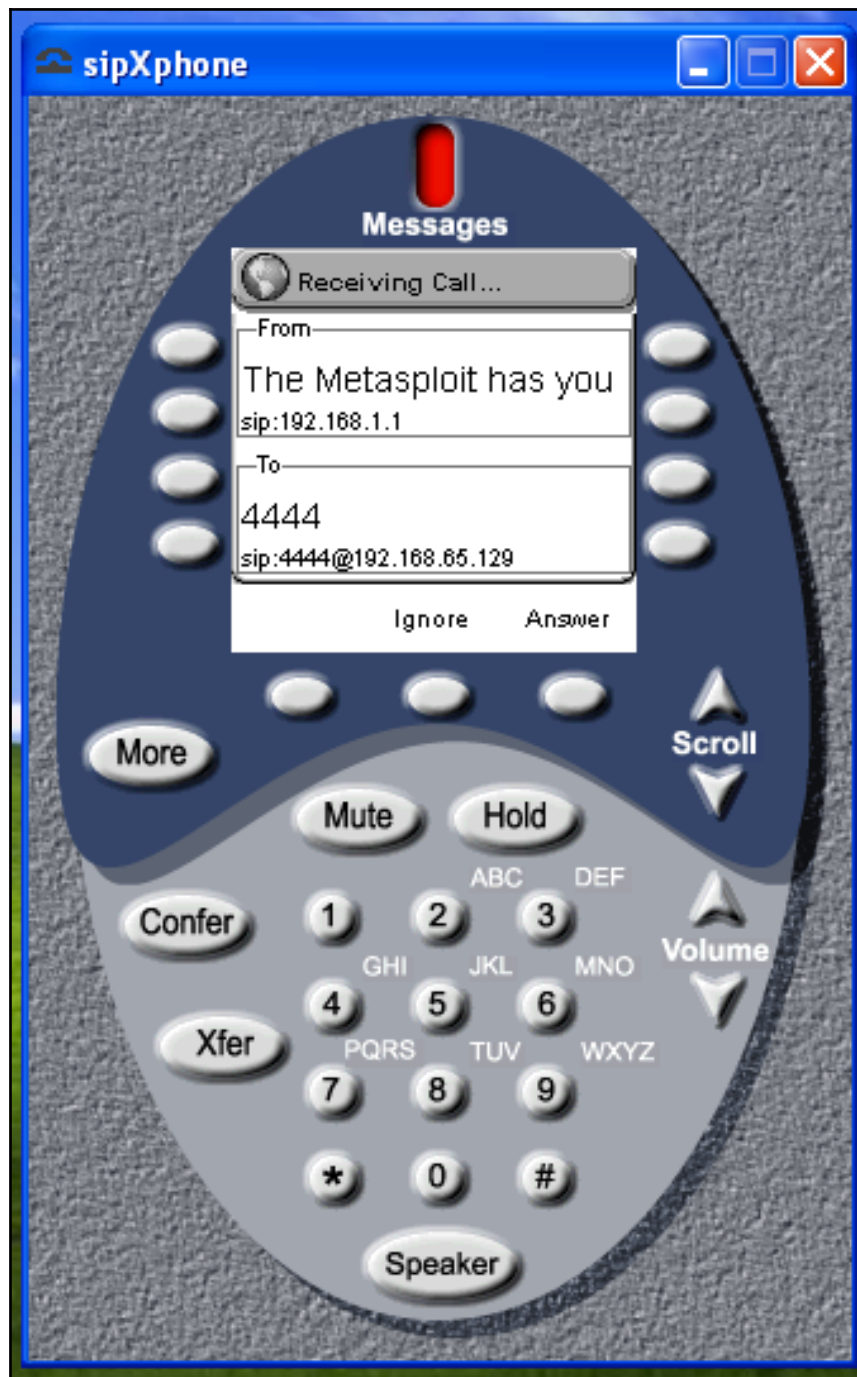 sipXphone
Messages
Receiving Call...
From
The Metasploit has you
sip:192.168.1.1
To
4444
sip:4444@192.168.65.129
Ignore Answer
More
Scroll
Mute Hold
ABC DEF
Confer 1 2 3
Volume
GHI JKL MNO
4 5 6
Xfer
PQRS TUV WXYZ
7 8 9
* 0 #
Speaker